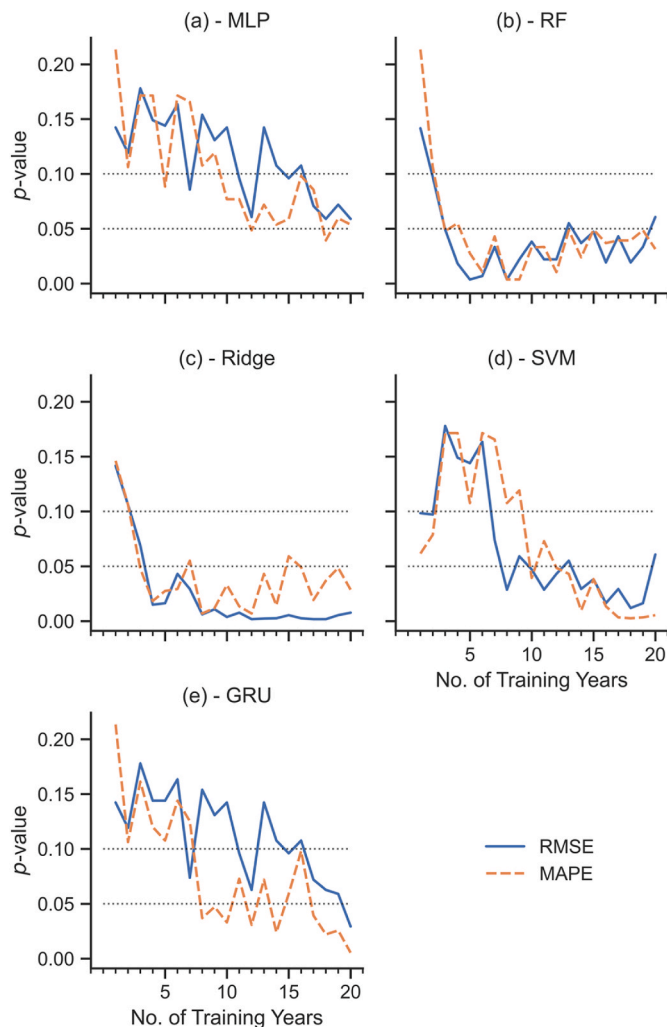 (a) - MLP
(b) - RF
0.20
0.15
0.10
0.05
0.00
p-value
(c) - Ridge
(d) - SVM
0.20
0.15
0.10
0.05
0.00
p-value
5
10
15
20
No. of Training Years
(e) - GRU
0.20
0.15
0.10
0.05
0.00
p-value
RMSE
MAPE
5
10
15
20
No. of Training Years